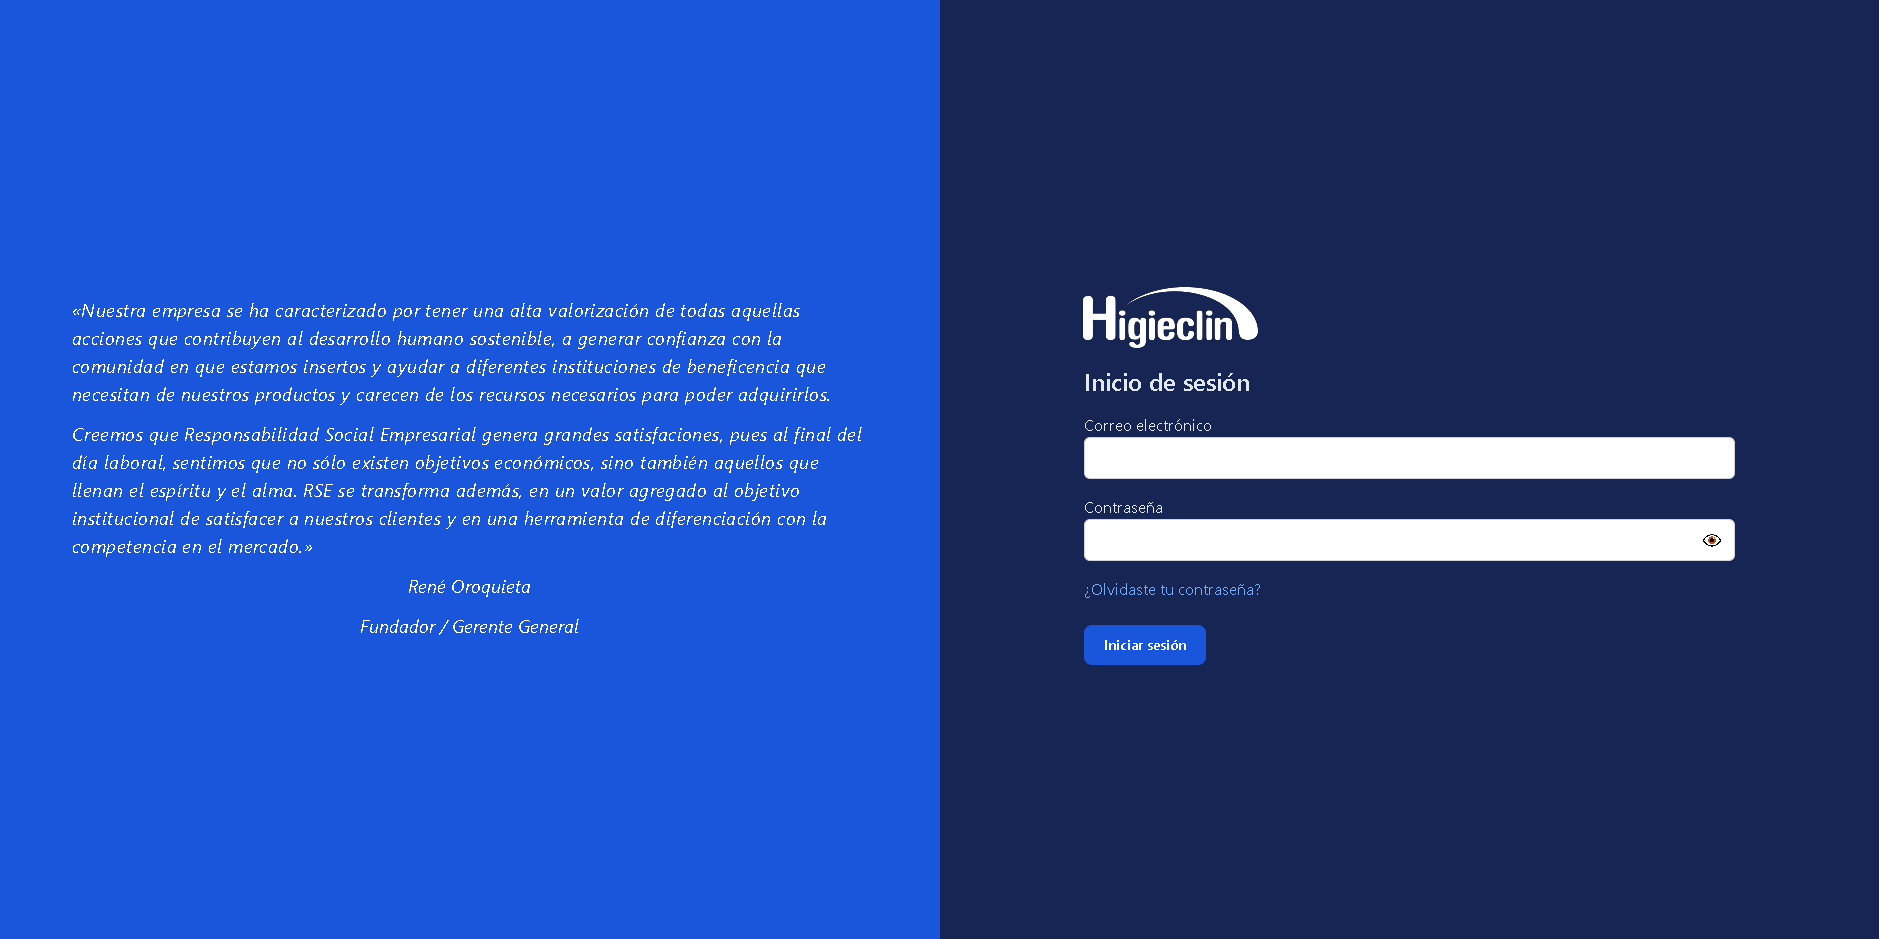 «Nuestra empresa se ha caracterizado por tener una alta valorización de todas aquellas
acciones que contribuyen al desarrollo humano sostenible, a generar confianza con la
comunidad en que estamos insertos y ayudar a diferentes instituciones de beneficencia que
necesitan de nuestros productos y carecen de los recursos necesarios para poder adquirirlos.
Creemos que Responsabilidad Social Empresarial genera grandes satisfaciones, pues al final del
día laboral, sentimos que no sólo existen objetivos económicos, sino también aquellos que
llenan el espíritu y el alma. RSE se transforma además, en un valor agregado al objetivo
institucional de satisfacer a nuestros clientes y en una herramienta de diferenciación con la
competencia en el mercado.»
René Oroquieta
Fundador / Gerente General
Higieclin
Inicio de sesión
Correo electrónico
Contraseña
¿Olvidaste tu contraseña?
Iniciar sesión